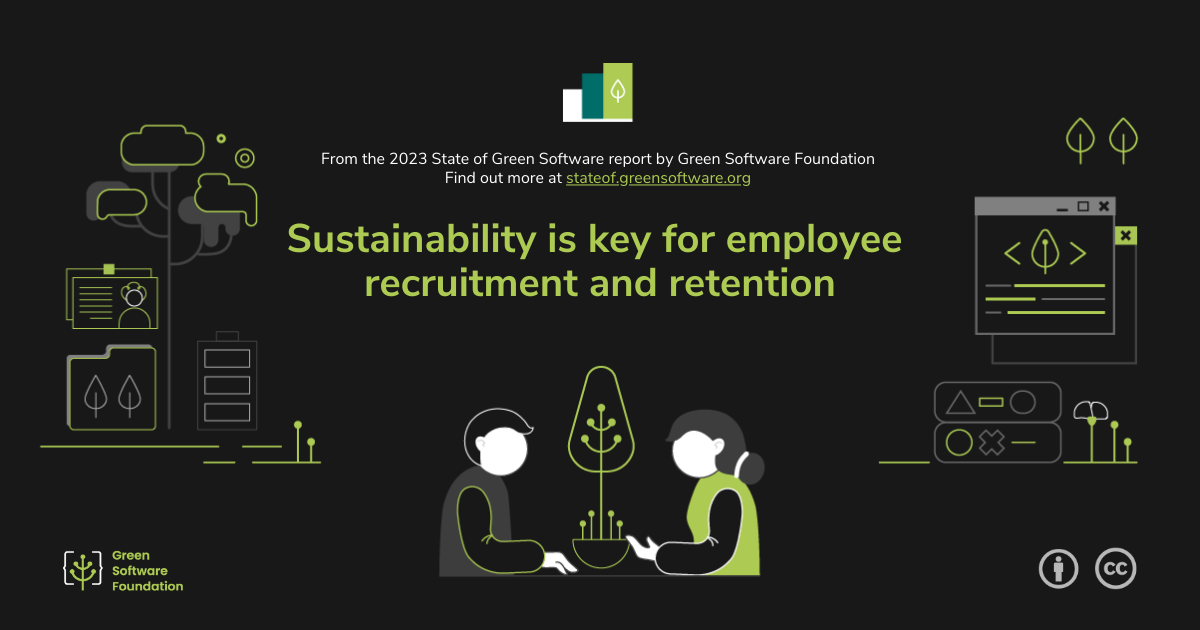 From the 2023 State of Green Software report by Green Software Foundation
Find out more at stateof.greensoftware.org
Sustainability is key for employee
recruitment and retention
Green
Software
Foundation
cc